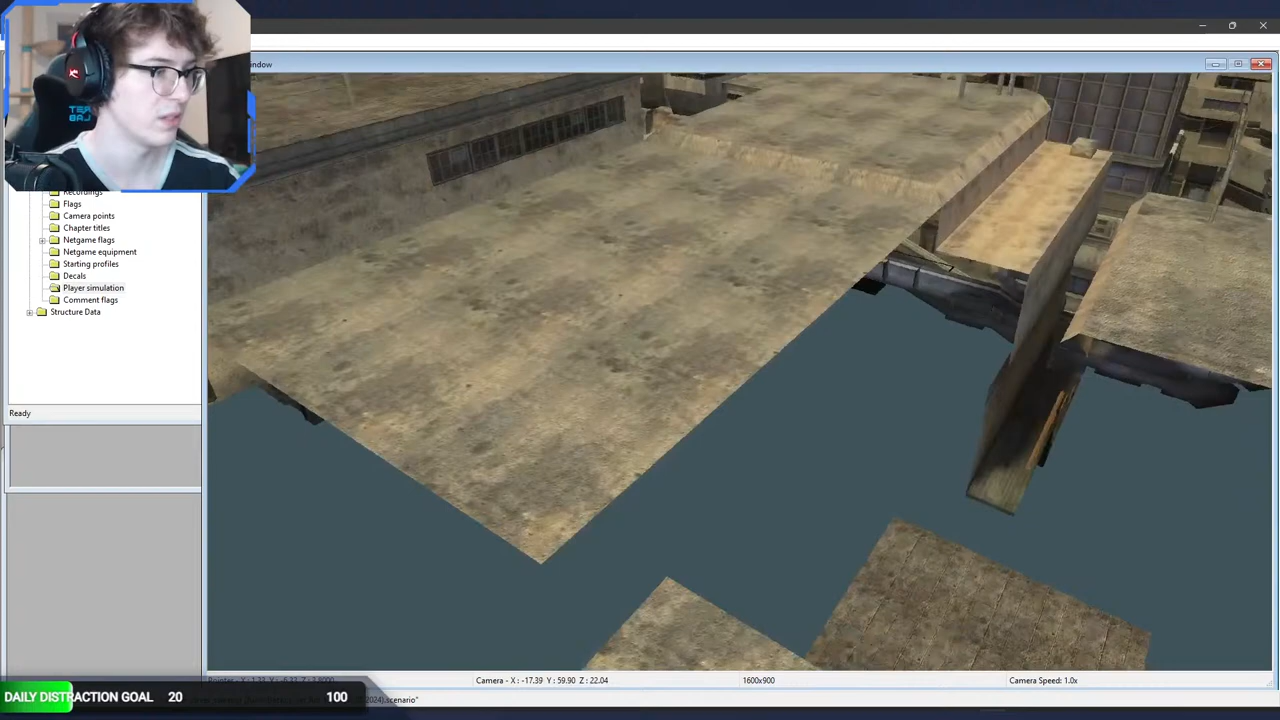 ndow
Recordings
Flags
Camera points
Chapter titles
Netgame flags
Netgame equipment
Starting profiles
Decals
Player simulation
Comment flags
Structure Data
Ready
Camera - X : -17.39 Y : 59.90 Z : 22.04
1600x900
Camera Speed: 1.0x
DAILY DISTRACTION GOAL 20 100
2024).scenario"